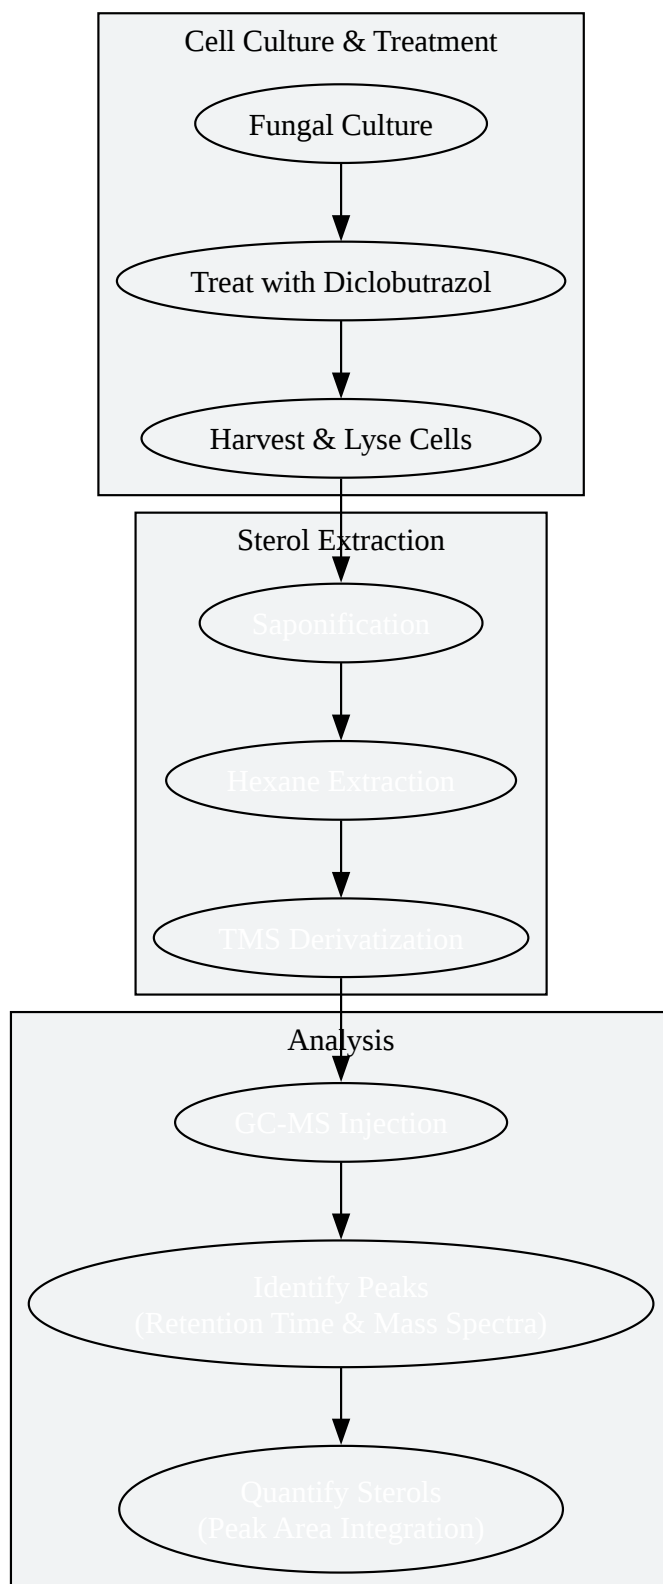 Cell Culture & Treatment
Fungal Culture
Treat with Diclobutrazol
Harvest & Lyse Cells
Sterol Extraction
Saponification
Hexane Extraction
TMS Derivatization
Analysis
GC-MS Injection
Identify Peaks
(Retention Time & Mass Spectra)
Quantify Sterols
(Peak Area Integration)